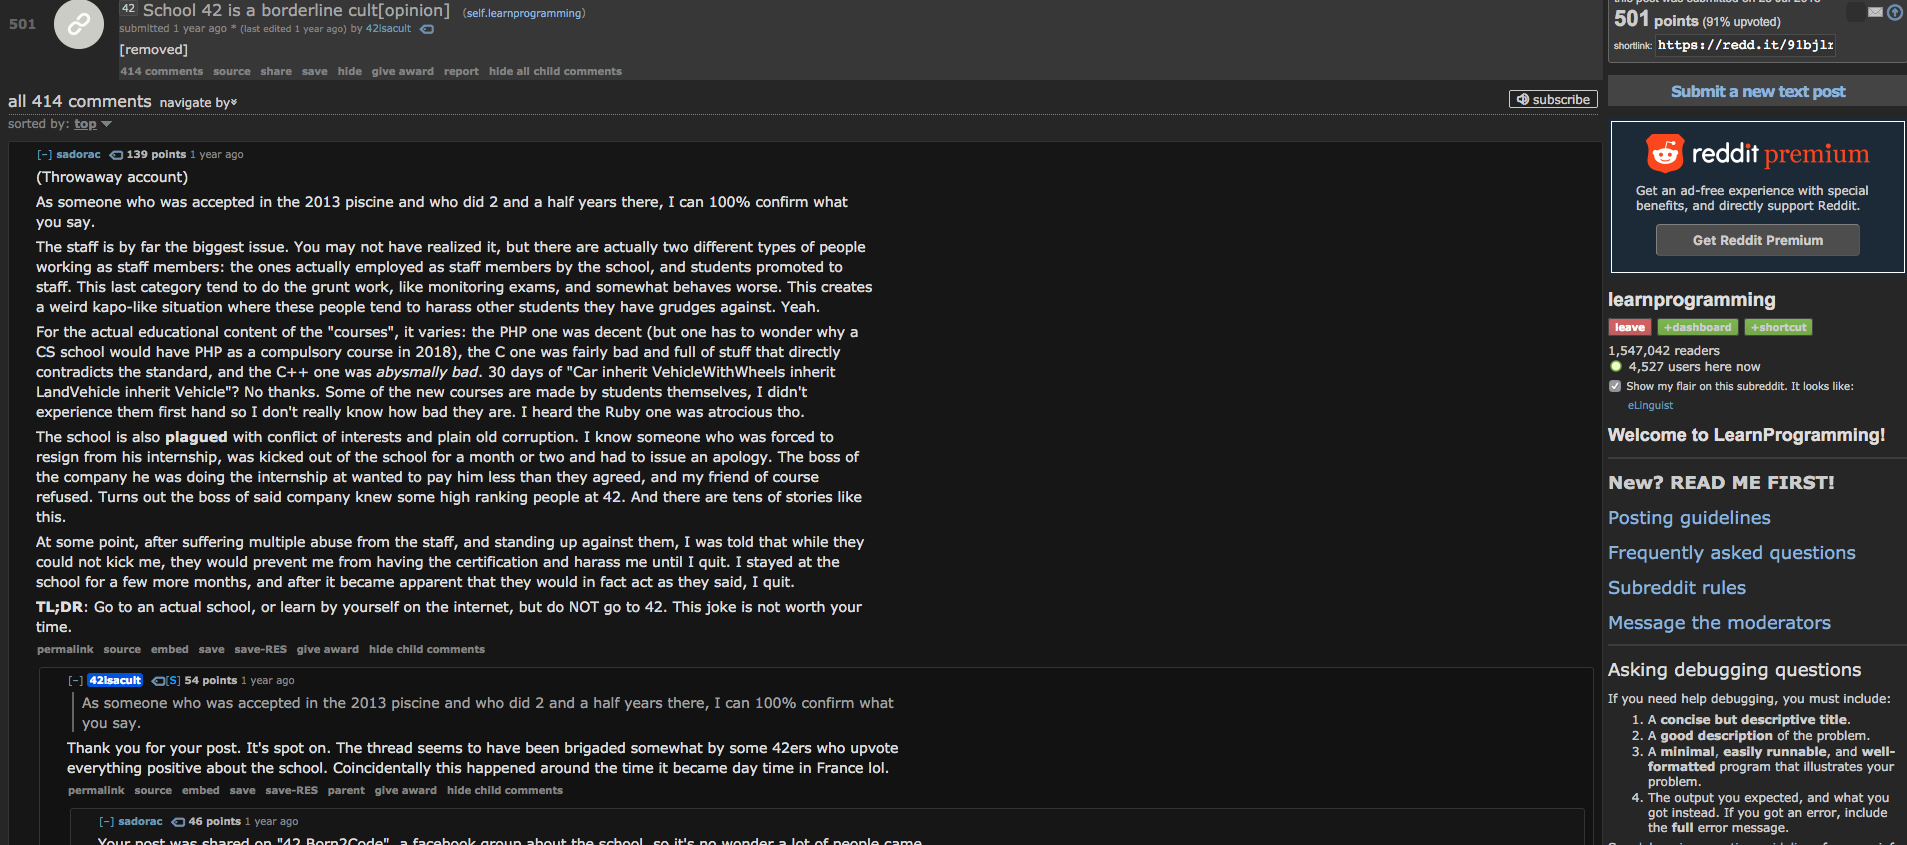 501
42 School 42 is a borderline cult[opinion] (self.learnprogramming)
submitted 1 year ago * (last edited 1 year ago) by 42isacult
[removed]
414 comments source share save hide give award report hide all child comments
all 414 comments navigate by
subscribe
sorted by: top
[-] sadorac 139 points 1 year ago
(Throwaway account)
As someone who was accepted in the 2013 piscine and who did 2 and a half years there, I can 100% confirm what
you say.
The staff is by far the biggest issue. You may not have realized it, but there are actually two different types of people
working as staff members: the ones actually employed as staff members by the school, and students promoted to
staff. This last category tend to do the grunt work, like monitoring exams, and somewhat behaves worse. This creates
a weird kapo-like situation where these people tend to harass other students they have grudges against. Yeah.
For the actual educational content of the "courses", it varies: the PHP one was decent (but one has to wonder why a
CS school would have PHP as a compulsory course in 2018), the C one was fairly bad and full of stuff that directly
contradicts the standard, and the C++ one was abysmally bad. 30 days of "Car inherit VehicleWithWheels inherit
LandVehicle inherit Vehicle"? No thanks. Some of the new courses are made by students themselves, I didn't
experience them first hand so I don't really know how bad they are. I heard the Ruby one was atrocious tho.
The school is also plagued with conflict of interests and plain old corruption. I know someone who was forced to
resign from his internship, was kicked out of the school for a month or two and had to issue an apology. The boss of
the company he was doing the internship at wanted to pay him less than they agreed, and my friend of course
refused. Turns out the boss of said company knew some high ranking people at 42. And there are tens of stories like
this.
At some point, after suffering multiple abuse from the staff, and standing up against them, I was told that while they
could not kick me, they would prevent me from having the certification and harass me until I quit. I stayed at the
school for a few more months, and after it became apparent that they would in fact act as they said, I quit.
TL;DR: Go to an actual school, or learn by yourself on the internet, but do NOT go to 42. This joke is not worth your
time.
permalink source embed save save-RES give award hide child comments
[-] 42isacult [S] 54 points 1 year ago
As someone who was accepted in the 2013 piscine and who did 2 and a half years there, I can 100% confirm what
you say.
Thank you for your post. It's spot on. The thread seems to have been brigaded somewhat by some 42ers who upvote
everything positive about the school. Coincidentally this happened around the time it became day time in France lol.
permalink source embed save save-RES parent give award hide child comments
[-] sadorac 46 points 1 year ago
Your post was shared on "42 Born2Code", a facebook group about the school, so it's no wonder a lot of people came
501 points (91% upvoted)
shortlink: https://redd.it/91bjlr
Submit a new text post
reddit premium
Get an ad-free experience with special
benefits, and directly support Reddit.
Get Reddit Premium
learnprogramming
leave +dashboard +shortcut
1,547,042 readers
4,527 users here now
Show my flair on this subreddit. It looks like:
eLinguist
Welcome to LearnProgramming!
New? READ ME FIRST!
Posting guidelines
Frequently asked questions
Subreddit rules
Message the moderators
Asking debugging questions
If you need help debugging, you must include:
1. A concise but descriptive title.
2. A good description of the problem.
3. A minimal, easily runnable, and well-
formatted program that illustrates your
problem.
4. The output you expected, and what you
got instead. If you got an error, include
the full error message.